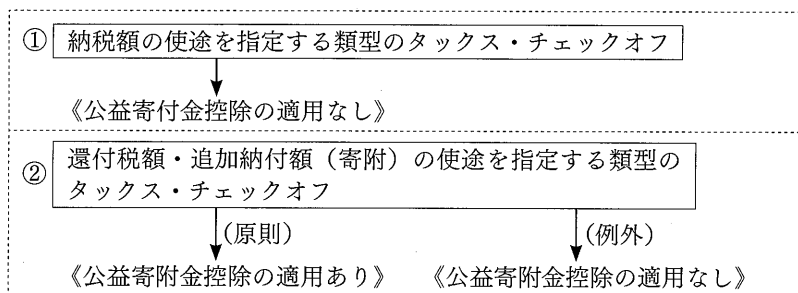 ① 納税額の使途を指定する類型のタックス・チェックオフ
《公益寄付金控除の適用なし》
② 還付税額・追加納付額（寄附）の使途を指定する類型の
タックス・チェックオフ
(原則) (例外)
《公益寄附金控除の適用あり》 《公益寄附金控除の適用なし》